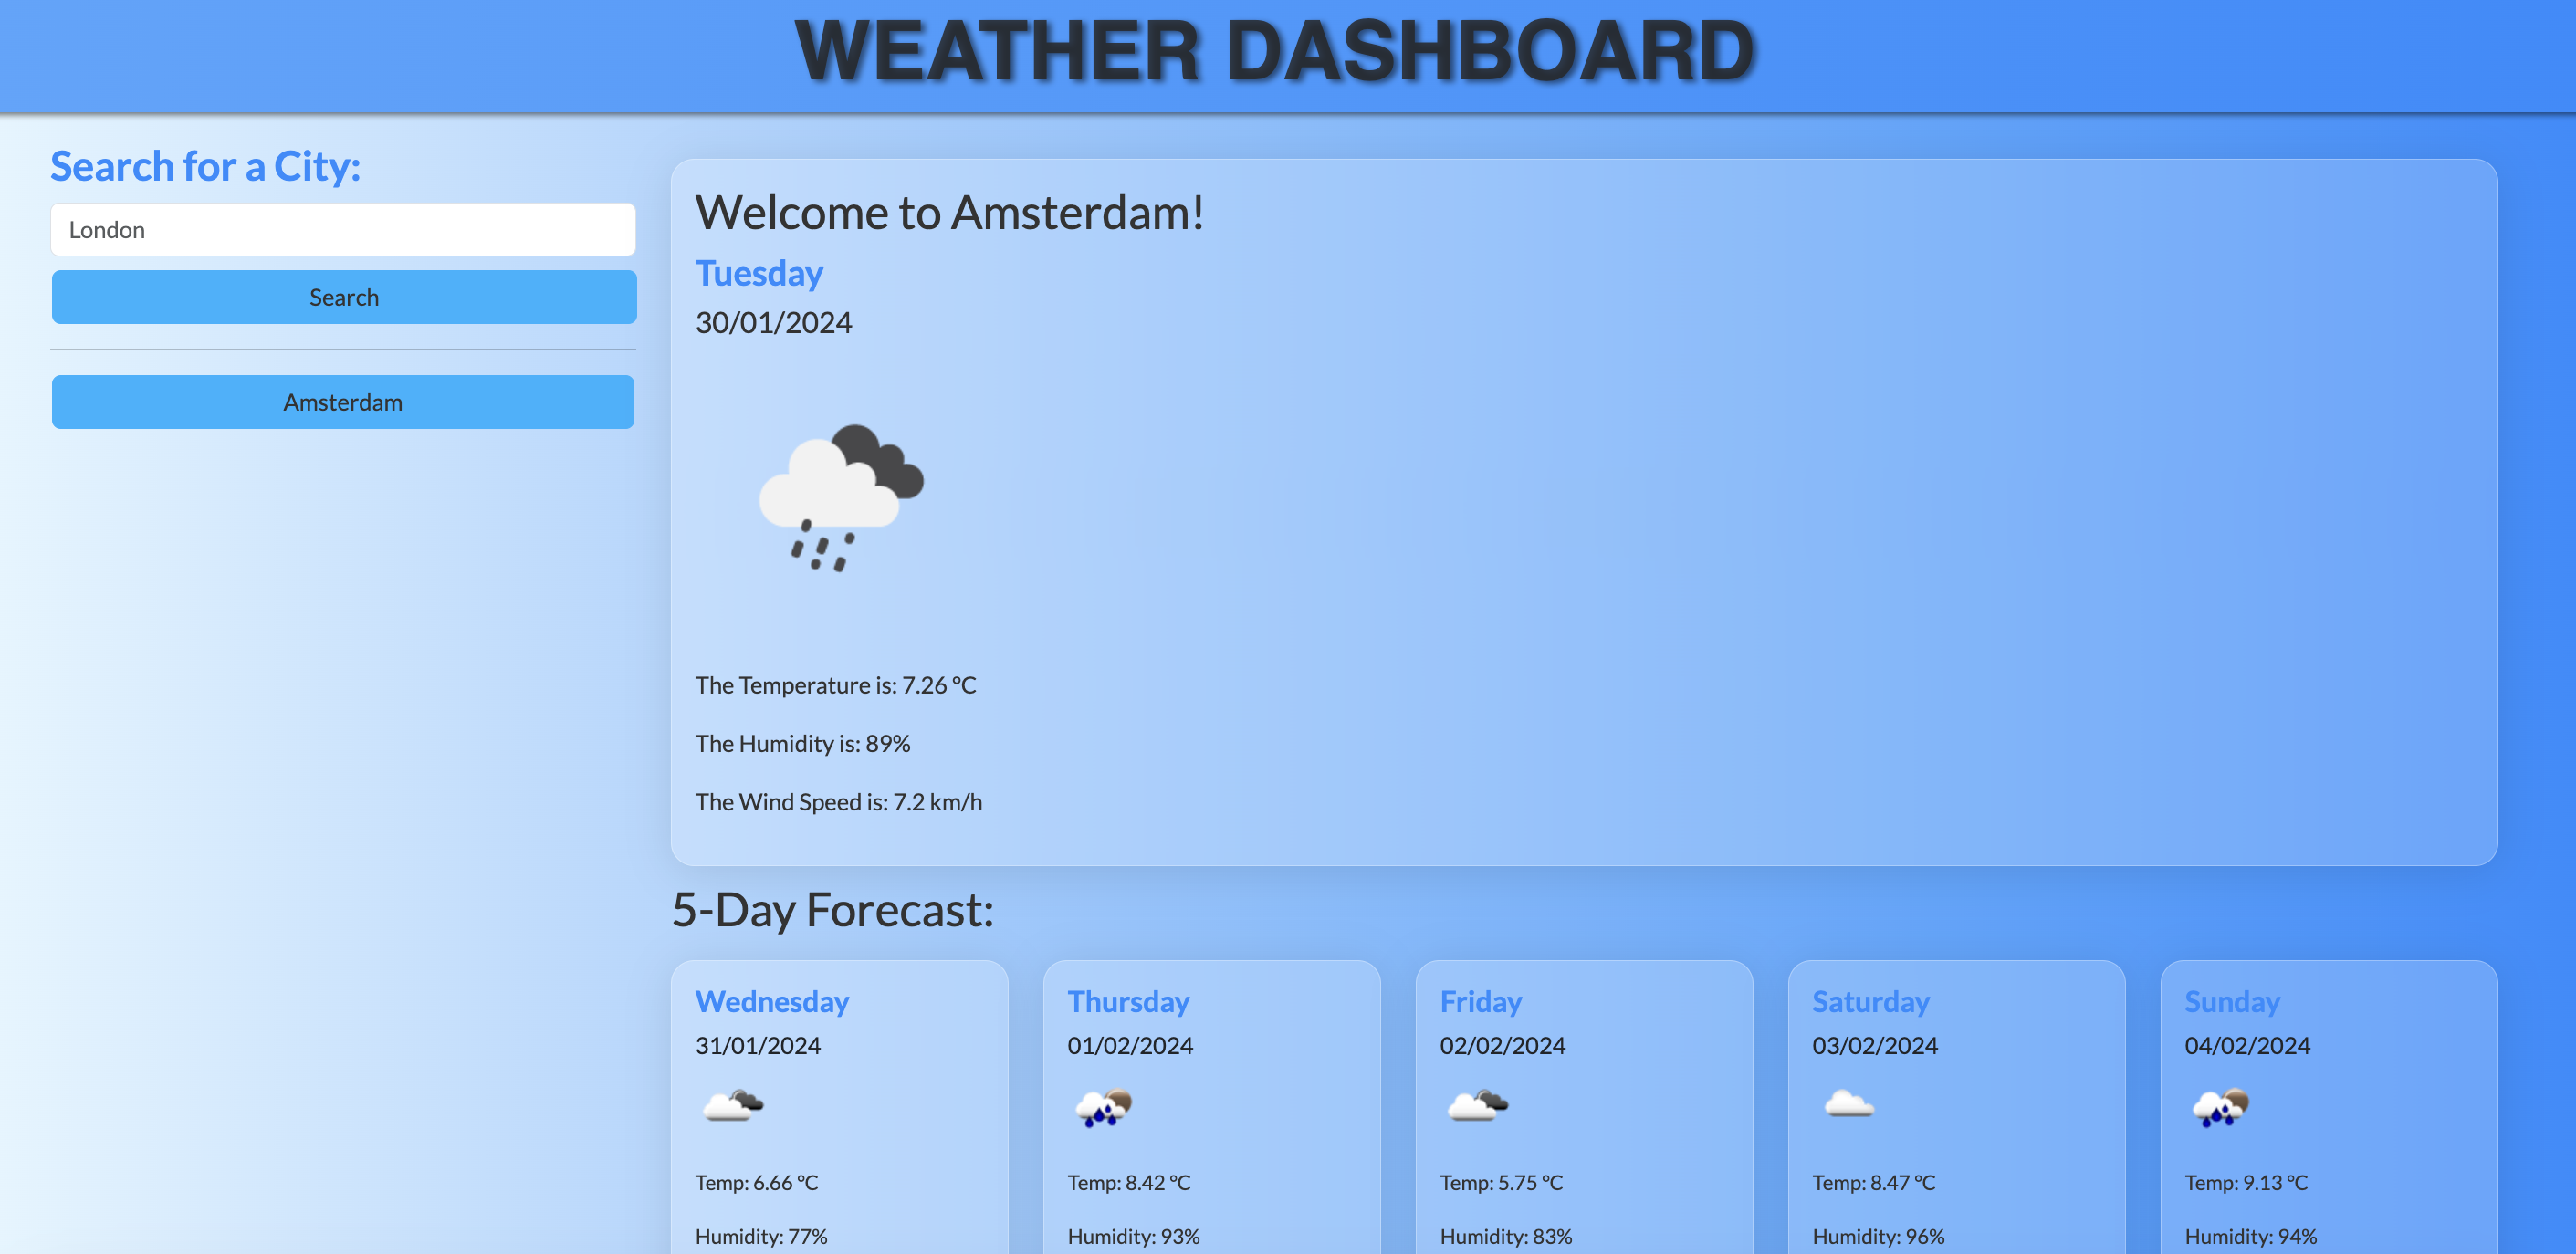 WEATHER DASHBOARD
Search for a City:
London
Search
Amsterdam
Welcome to Amsterdam!
Tuesday
30/01/2024
The Temperature is: 7.26 °C
The Humidity is: 89%
The Wind Speed is: 7.2 km/h
5-Day Forecast:
Wednesday
31/01/2024
Temp: 6.66 °C
Humidity: 77%
Thursday
01/02/2024
Temp: 8.42 °C
Humidity: 93%
Friday
02/02/2024
Temp: 5.75 °C
Humidity: 83%
Saturday
03/02/2024
Temp: 8.47 °C
Humidity: 96%
Sunday
04/02/2024
Temp: 9.13 °C
Humidity: 94%